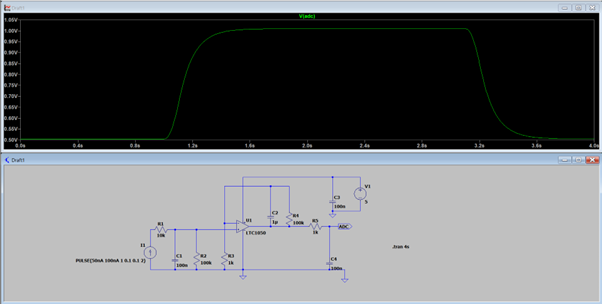 Draft1
V(adc)
1.05V
1.00V
0.95V
0.90V
0.85V
0.80V
0.75V
0.70V
0.65V
0.60V
0.55V
0.50V
0.0s 0.4s 0.8s 1.2s 1.6s 2.0s 2.4s 2.8s 3.2s 3.6s 4.0s
Draft1
V1
5
C3
100n
C2
1µ
R4
100k
U1
LTC1050
R5
1k
ADC
R1
10k
I1
PULSE(50nA 100nA 1 0.1 0.1 2)
C1
100n
R2
100k
R3
1k
C4
100n
.tran 4s